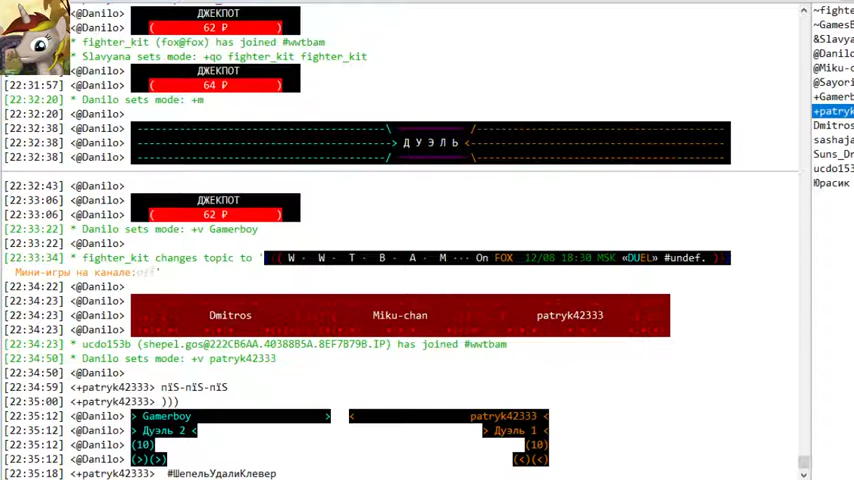 <@Danilo> ДЖЕКПОТ
<@Danilo> ( 62 ₽ )
* fighter_kit (fox@fox) has joined #wwtbam
* Slavyana sets mode: +qo fighter_kit fighter_kit
<@Danilo> ДЖЕКПОТ
[22:31:57] <@Danilo> ( 64 ₽ )
[22:32:20] * Danilo sets mode: +m
[22:32:20] <@Danilo>
[22:32:38] <@Danilo> ----------------------------------------------\ ----------- /----------------------------------------------
[22:32:38] <@Danilo> -----------------------------------------------> Д У Э Л Ь <-----------------------------------------------
[22:32:38] <@Danilo> ----------------------------------------------/ ----------- \----------------------------------------------
[22:32:43] <@Danilo>
[22:33:06] <@Danilo> ДЖЕКПОТ
[22:33:06] <@Danilo> ( 62 ₽ )
[22:33:22] * Danilo sets mode: +v Gamerboy
[22:33:22] <@Danilo>
[22:33:34] * fighter_kit changes topic to '(( W · W · T · B · A · M ··· On FOX 12/08 18:30 MSK «DUEL» #undef. )
Мини-игры на канале:off'
[22:34:22] <@Danilo>
[22:34:23] <@Danilo>
[22:34:23] <@Danilo> Dmitros Miku-chan patryk42333
[22:34:23] <@Danilo>
[22:34:23] * ucdo153b (shepel.gos@222CB6AA.40388B5A.8EF7B79B.IP) has joined #wwtbam
[22:34:50] * Danilo sets mode: +v patryk42333
[22:34:50] <@Danilo>
[22:34:59] <+patryk42333> пїЅ-пїЅ-пїЅ
[22:35:00] <+patryk42333> )))
[22:35:12] <@Danilo> > Gamerboy > < patryk42333 <
[22:35:12] <@Danilo> > Дуэль 2 < > Дуэль 1 <
[22:35:12] <@Danilo> (10) (10)
[22:35:12] <@Danilo> (>)(>) (<)(<)
[22:35:18] <+patryk42333> #ШепельУдалиКлевер
~fighte
~GamesB
&Slavya
@Danilo
@Miku-c
@Sayori
+Gamerb
+patryk
Dmitros
sashaja
Suns_Dr
ucdo153
Юрасик